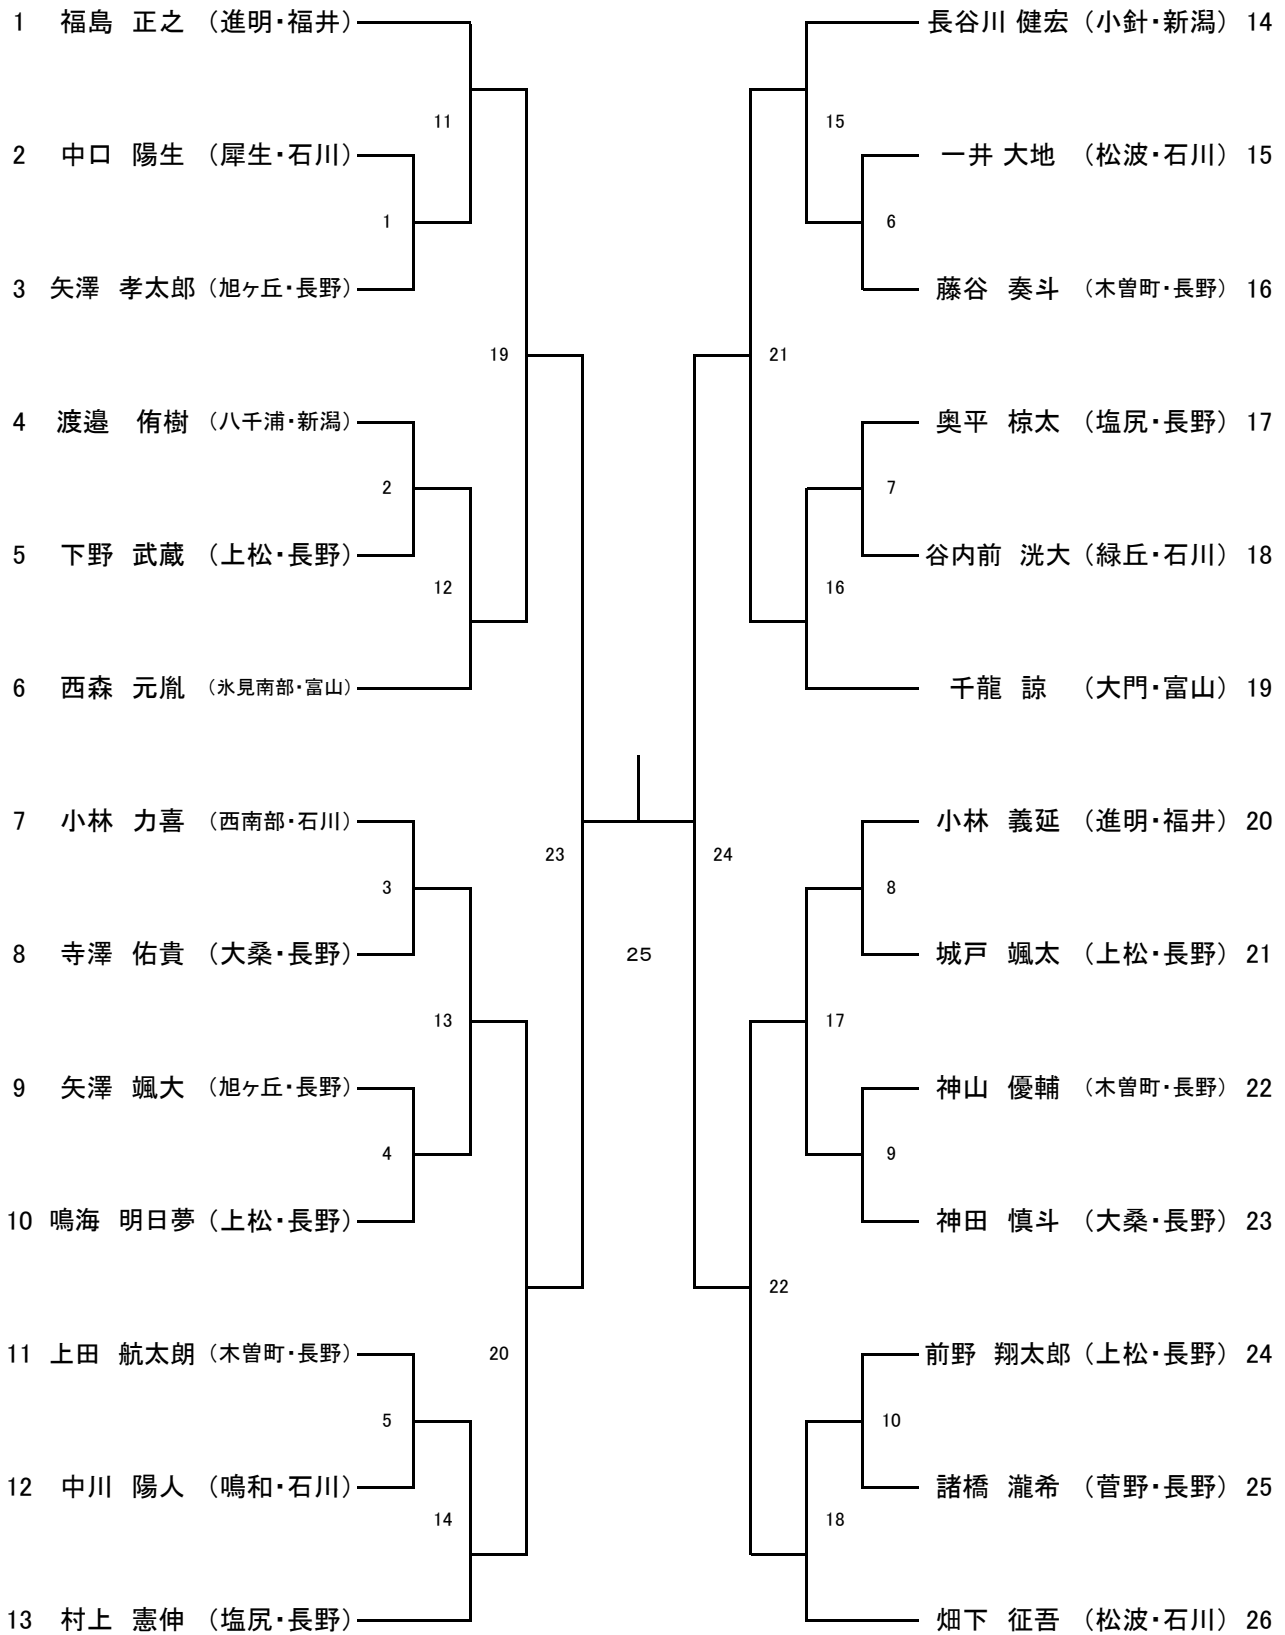 1 福島 正之 （進明・福井）
11
2 中口 陽生 （犀生・石川）
1
3 矢澤 孝太郎 （旭ヶ丘・長野）
19
4 渡邉 侑樹 （八千浦・新潟）
2
5 下野 武蔵 （上松・長野）
12
6 西森 元胤 （氷見南部・富山）
7 小林 力喜 （西南部・石川）
23
3
8 寺澤 佑貴 （大桑・長野）
13
9 矢澤 颯大 （旭ヶ丘・長野）
4
10 鳴海 明日夢 （上松・長野）
11 上田 航太朗 （木曽町・長野）
20
5
12 中川 陽人 （鳴和・石川）
14
13 村上 憲伸 （塩尻・長野）
25
長谷川 健宏 （小針・新潟） 14
15
一井 大地 （松波・石川） 15
6
藤谷 奏斗 （木曽町・長野） 16
21
奥平 椋太 （塩尻・長野） 17
7
谷内前 洸大 （緑丘・石川） 18
16
千龍 諒 （大門・富山） 19
小林 義延 （進明・福井） 20
24
8
城戸 颯太 （上松・長野） 21
17
神山 優輔 （木曽町・長野） 22
9
神田 慎斗 （大桑・長野） 23
22
前野 翔太郎 （上松・長野） 24
10
諸橋 瀧希 （菅野・長野） 25
18
畑下 征吾 （松波・石川） 26